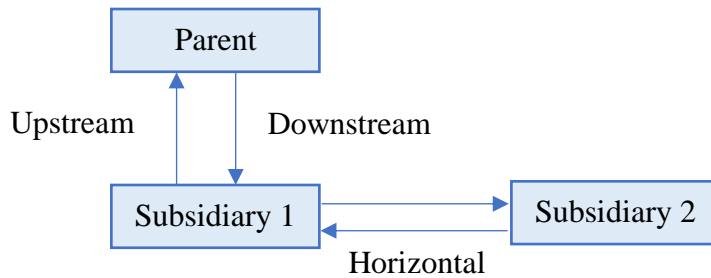 Parent
Upstream
Downstream
Subsidiary 1
Subsidiary 2
Horizontal